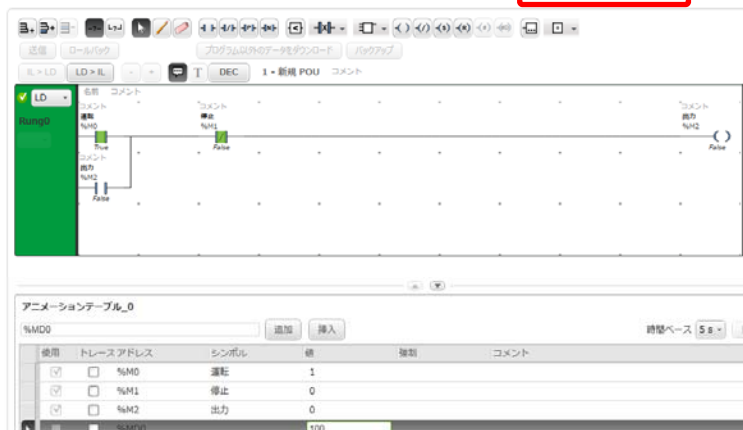 送信 ロールバック プログラム以外のデータをダウンロード バックアップ
IL > LD LD > IL - + T DEC 1 - 新規 POU コメント
LD 名前 コメント
Rung0
コメント コメント コメント
運転 停止 出力
%M0 %M1 %M2
True False False
コメント
出力
%M2
False
アニメーションテーブル_0
%MD0 追加 挿入 時間ベース 5 s
使用 トレース アドレス シンボル 値 強制 コメント
%M0 運転 1
%M1 停止 0
%M2 出力 0
%MD0 100